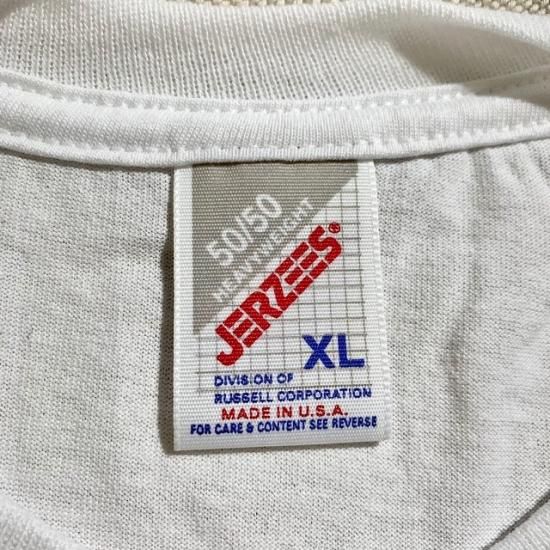 50/50
HEAVYWEIGHT
JERZEES®
XL
DIVISION OF
RUSSELL CORPORATION
MADE IN U.S.A.
FOR CARE & CONTENT SEE REVERSE